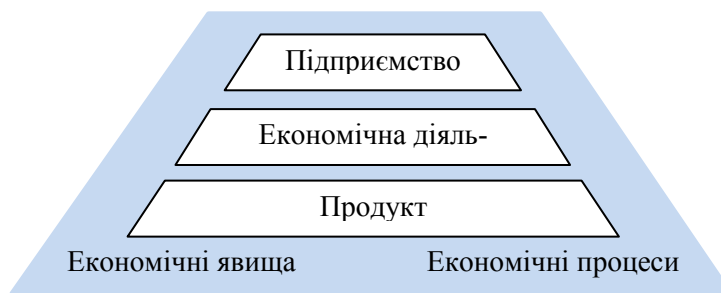 Підприємство
Економічна діяль-
Продукт
Економічні явища Економічні процеси